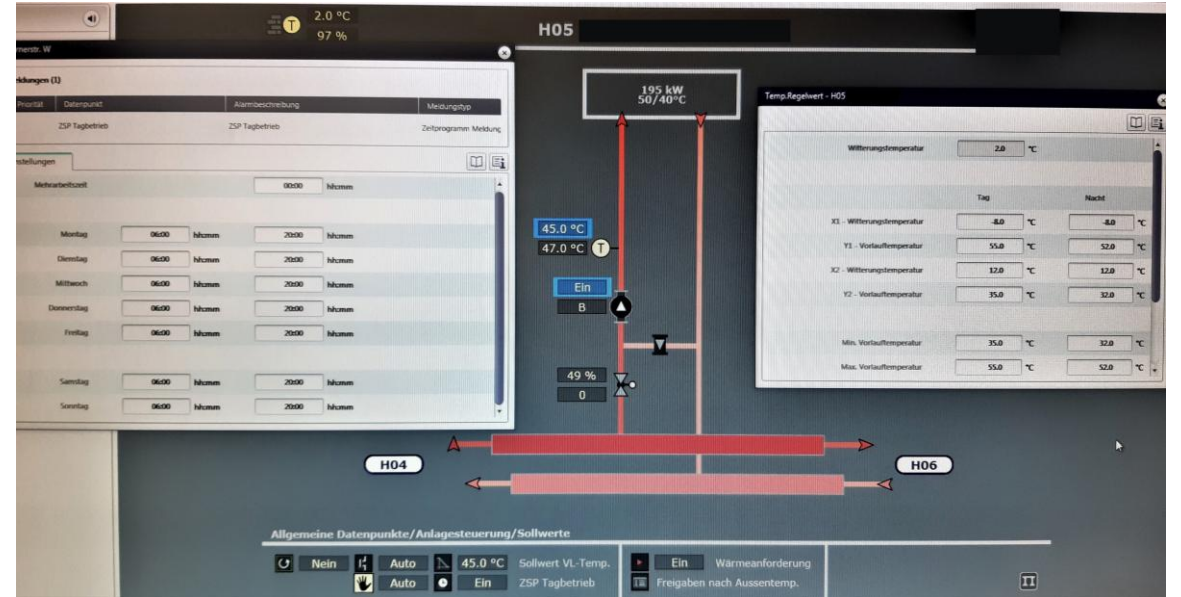 2.0 °C
97 %
H05
merstr. W
eldungen (1)
Priorität Datenpunkt Alarmbeschreibung Meldungstyp
ZSP Tagbetrieb ZSP Tagbetrieb Zeitprogramm Meldung
nstellungen
Mehrarbeitszeit 00:00 hh:mm
Montag 06:00 hh:mm 20:00 hh:mm
Dienstag 06:00 hh:mm 20:00 hh:mm
Mittwoch 06:00 hh:mm 20:00 hh:mm
Donnerstag 06:00 hh:mm 20:00 hh:mm
Freitag 06:00 hh:mm 20:00 hh:mm
Samstag 06:00 hh:mm 20:00 hh:mm
Sonntag 06:00 hh:mm 20:00 hh:mm
195 kW
50/40°C
45.0 °C
47.0 °C T
Ein
B
49 %
0
Temp.Regelwert - H05
Witterungstemperatur 2.0 °C
Tag Nacht
X1 - Witterungstemperatur -8.0 °C -8.0 °C
Y1 - Vorlauftemperatur 55.0 °C 52.0 °C
X2 - Witterungstemperatur 12.0 °C 12.0 °C
Y2 - Vorlauftemperatur 35.0 °C 32.0 °C
Min. Vorlauftemperatur 35.0 °C 32.0 °C
Max. Vorlauftemperatur 55.0 °C 52.0 °C
H04
H06
Allgemeine Datenpunkte/Anlagesteuerung/Sollwerte
Nein Auto 45.0 °C Sollwert VL-Temp. Ein Wärmeanforderung
Auto Ein ZSP Tagbetrieb Freigaben nach Aussentemp.